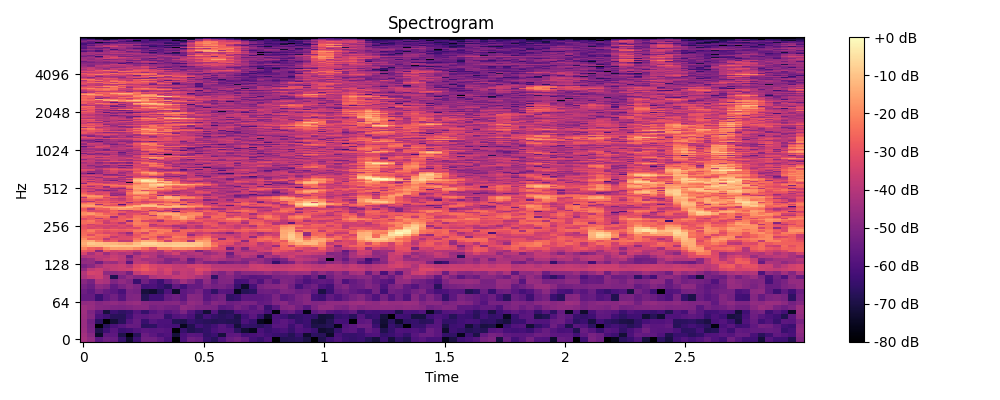 Spectrogram
4096
2048
1024
512
256
128
64
0
Hz
0
0.5
1
1.5
2
2.5
Time
+0 dB
-10 dB
-20 dB
-30 dB
-40 dB
-50 dB
-60 dB
-70 dB
-80 dB